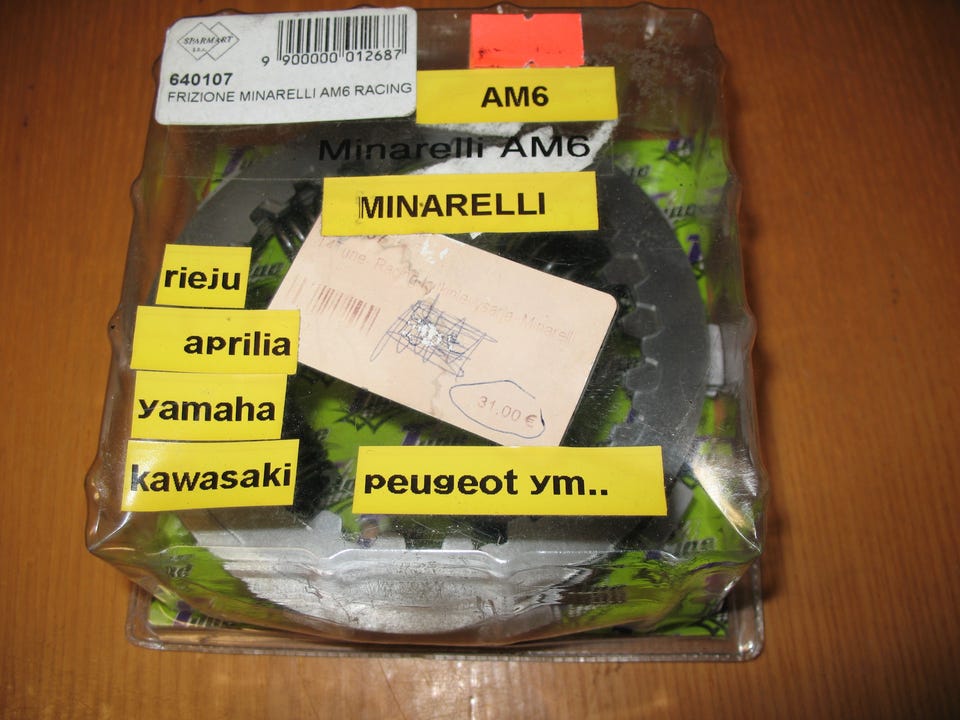 SPARMART
S.R.L.
9 900000 012687
640107
FRIZIONE MINARELLI AM6 RACING
AM6
Minarelli AM6
MINARELLI
rieju
aprilia
yamaha
kawasaki
31.00 €
peugeot ym..